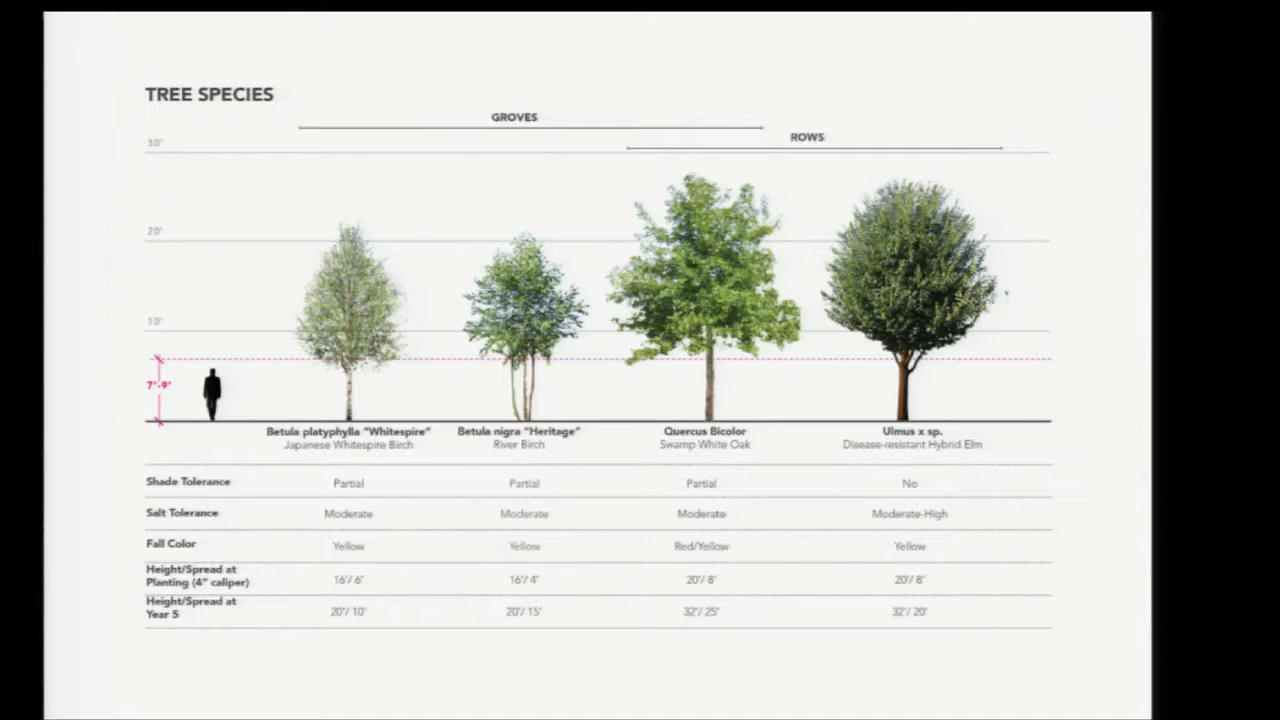 TREE SPECIES
GROVES
ROWS
30'
20'
10'
7'-9"
Betula platyphylla "Whitespire" Betula nigra "Heritage" Quercus Bicolor Ulmus x sp.
Japanese Whitespire Birch River Birch Swamp White Oak Disease-resistant Hybrid Elm
Shade Tolerance Partial Partial Partial No
Salt Tolerance Moderate Moderate Moderate Moderate-High
Fall Color Yellow Yellow Red/Yellow Yellow
Height/Spread at
Planting (4" caliper) 16'/ 6' 16'/ 4' 20'/ 8' 20'/ 8'
Height/Spread at
Year 5 20'/ 10' 20'/ 15' 32'/ 25' 32'/ 20'